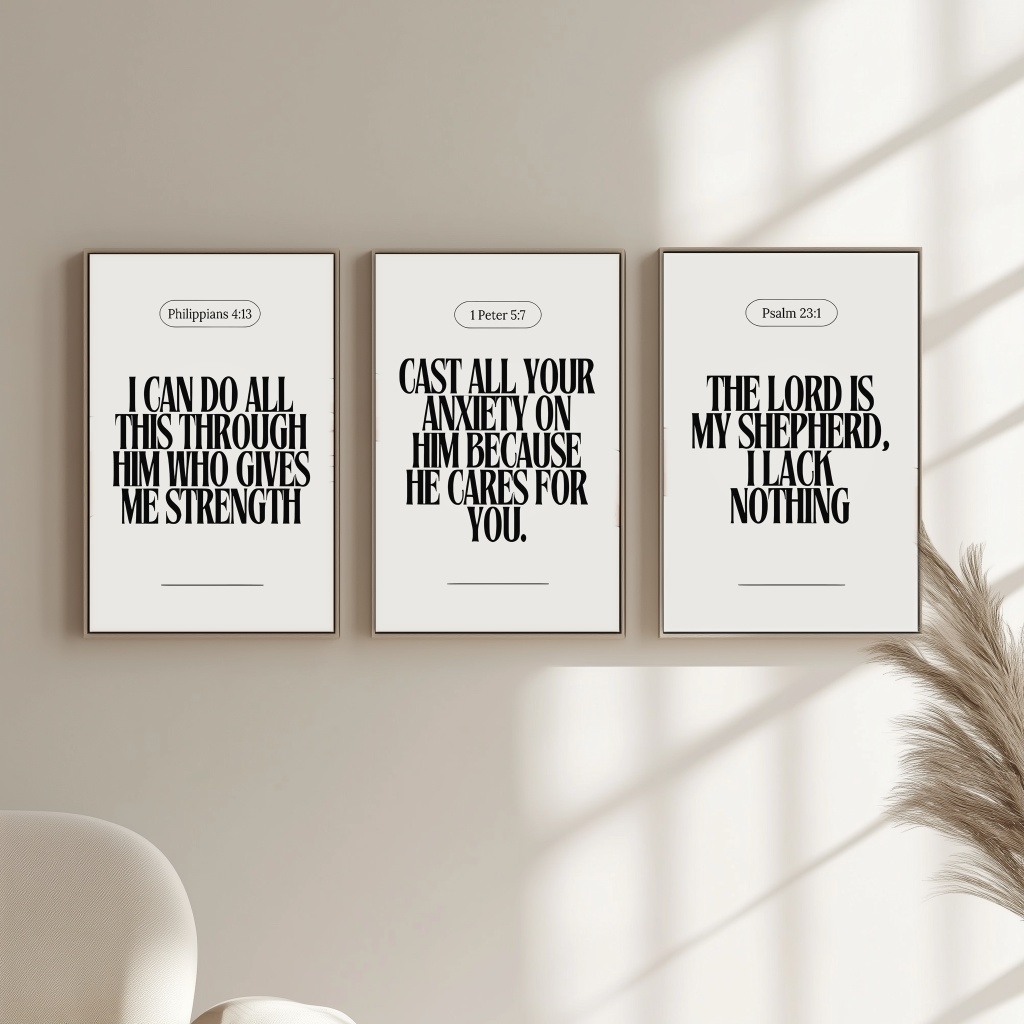 Philippians 4:13
I CAN DO ALL
THIS THROUGH
HIM WHO GIVES
ME STRENGTH
1 Peter 5:7
CAST ALL YOUR
ANXIETY ON
HIM BECAUSE
HE CARES FOR
YOU.
Psalm 23:1
THE LORD IS
MY SHEPHERD,
I LACK
NOTHING